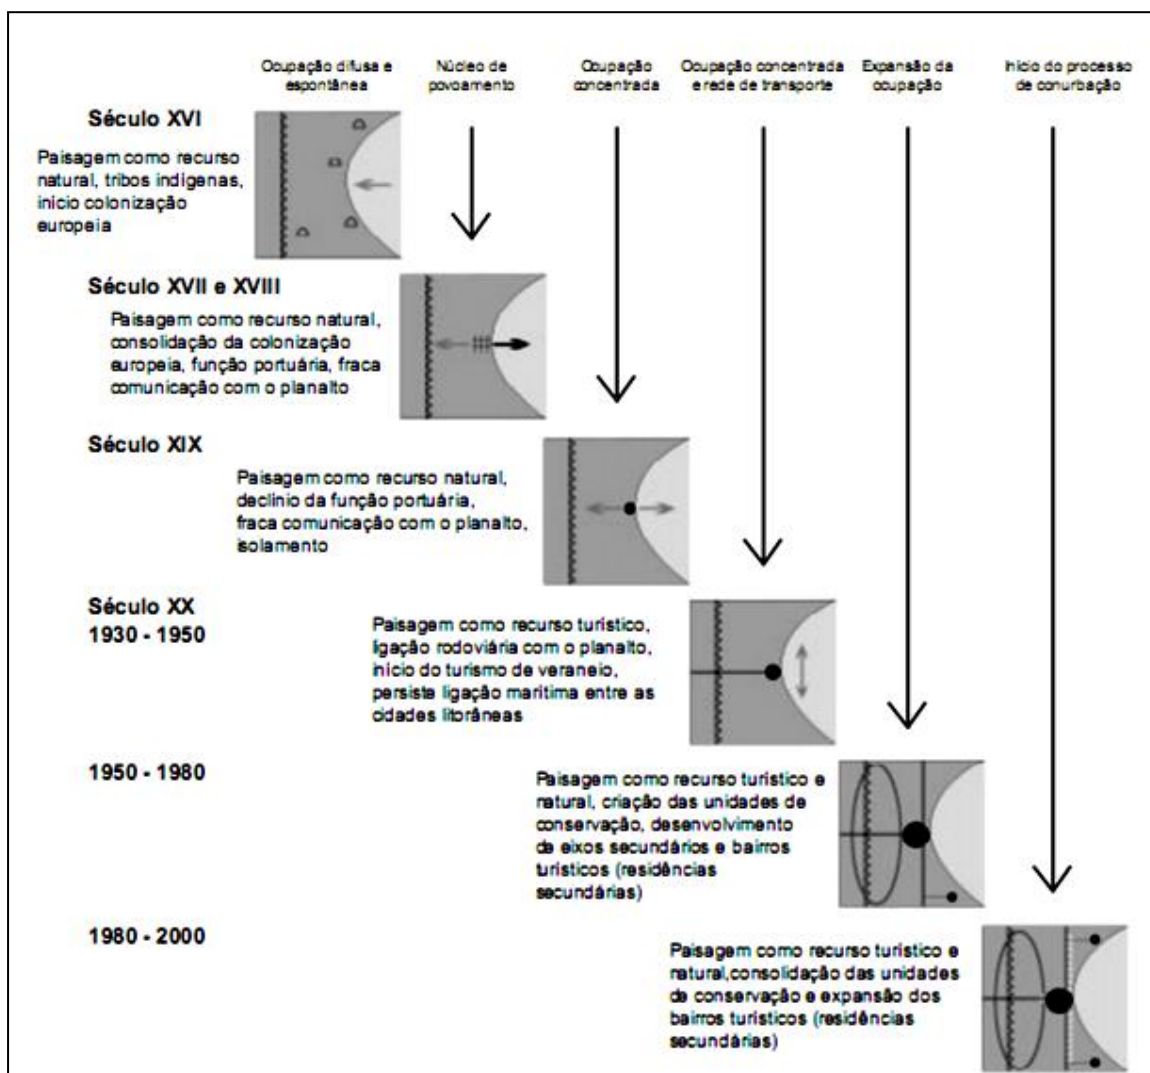 Ocupação difusa e
espontânea
Núcleo de
povoamento
Ocupação
concentrada
Ocupação concentrada
e rede de transporte
Expansão da
ocupação
Início do processo
de conurbação
Século XVI
Paisagem como recurso
natural, tribos indígenas,
início colonização
europeia
Século XVII e XVIII
Paisagem como recurso natural,
consolidação da colonização
europeia, função portuária, fraca
comunicação com o planalto
Século XIX
Paisagem como recurso natural,
declínio da função portuária,
fraca comunicação com o planalto,
isolamento
Século XX
1930 - 1950
Paisagem como recurso turístico,
ligação rodoviária com o planalto,
início do turismo de veraneio,
persiste ligação marítima entre as
cidades litorâneas
1950 - 1980
Paisagem como recurso turístico e
natural, criação das unidades de
conservação, desenvolvimento
de eixos secundários e bairros
turísticos (residências
secundárias)
1980 - 2000
Paisagem como recurso turístico e
natural,consolidação das unidades
de conservação e expansão dos
bairros turísticos (residências
secundárias)